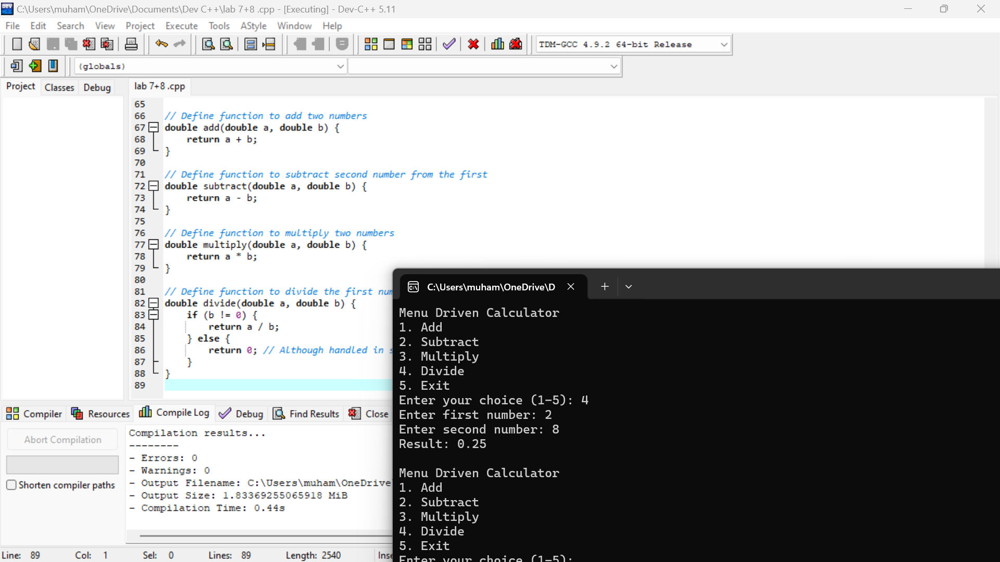 C:\Users\muham\OneDrive\Documents\Dev C++\lab 7+8 .cpp - [Executing] - Dev-C++ 5.11
File Edit Search View Project Execute Tools AStyle Window Help
TDM-GCC 4.9.2 64-bit Release
(globals)
Project Classes Debug lab 7+8 .cpp
65
66 // Define function to add two numbers
67 double add(double a, double b) {
68 return a + b;
69 }
70
71 // Define function to subtract second number from the first
72 double subtract(double a, double b) {
73 return a - b;
74 }
75
76 // Define function to multiply two numbers
77 double multiply(double a, double b) {
78 return a * b;
79 }
80
81 // Define function to divide the first num
82 double divide(double a, double b) {
83 if (b != 0) {
84 return a / b;
85 } else {
86 return 0; // Although handled in s
87 }
88 }
89
Compiler Resources Compile Log Debug Find Results Close
Abort Compilation
Shorten compiler paths
Compilation results...
--------
- Errors: 0
- Warnings: 0
- Output Filename: C:\Users\muham\OneDrive
- Output Size: 1.83369255065918 MiB
- Compilation Time: 0.44s
Line: 89 Col: 1 Sel: 0 Lines: 89 Length: 2540 Inse
C:\Users\muham\OneDrive\D
Menu Driven Calculator
1. Add
2. Subtract
3. Multiply
4. Divide
5. Exit
Enter your choice (1-5): 4
Enter first number: 2
Enter second number: 8
Result: 0.25
Menu Driven Calculator
1. Add
2. Subtract
3. Multiply
4. Divide
5. Exit
Enter your choice (1-5):